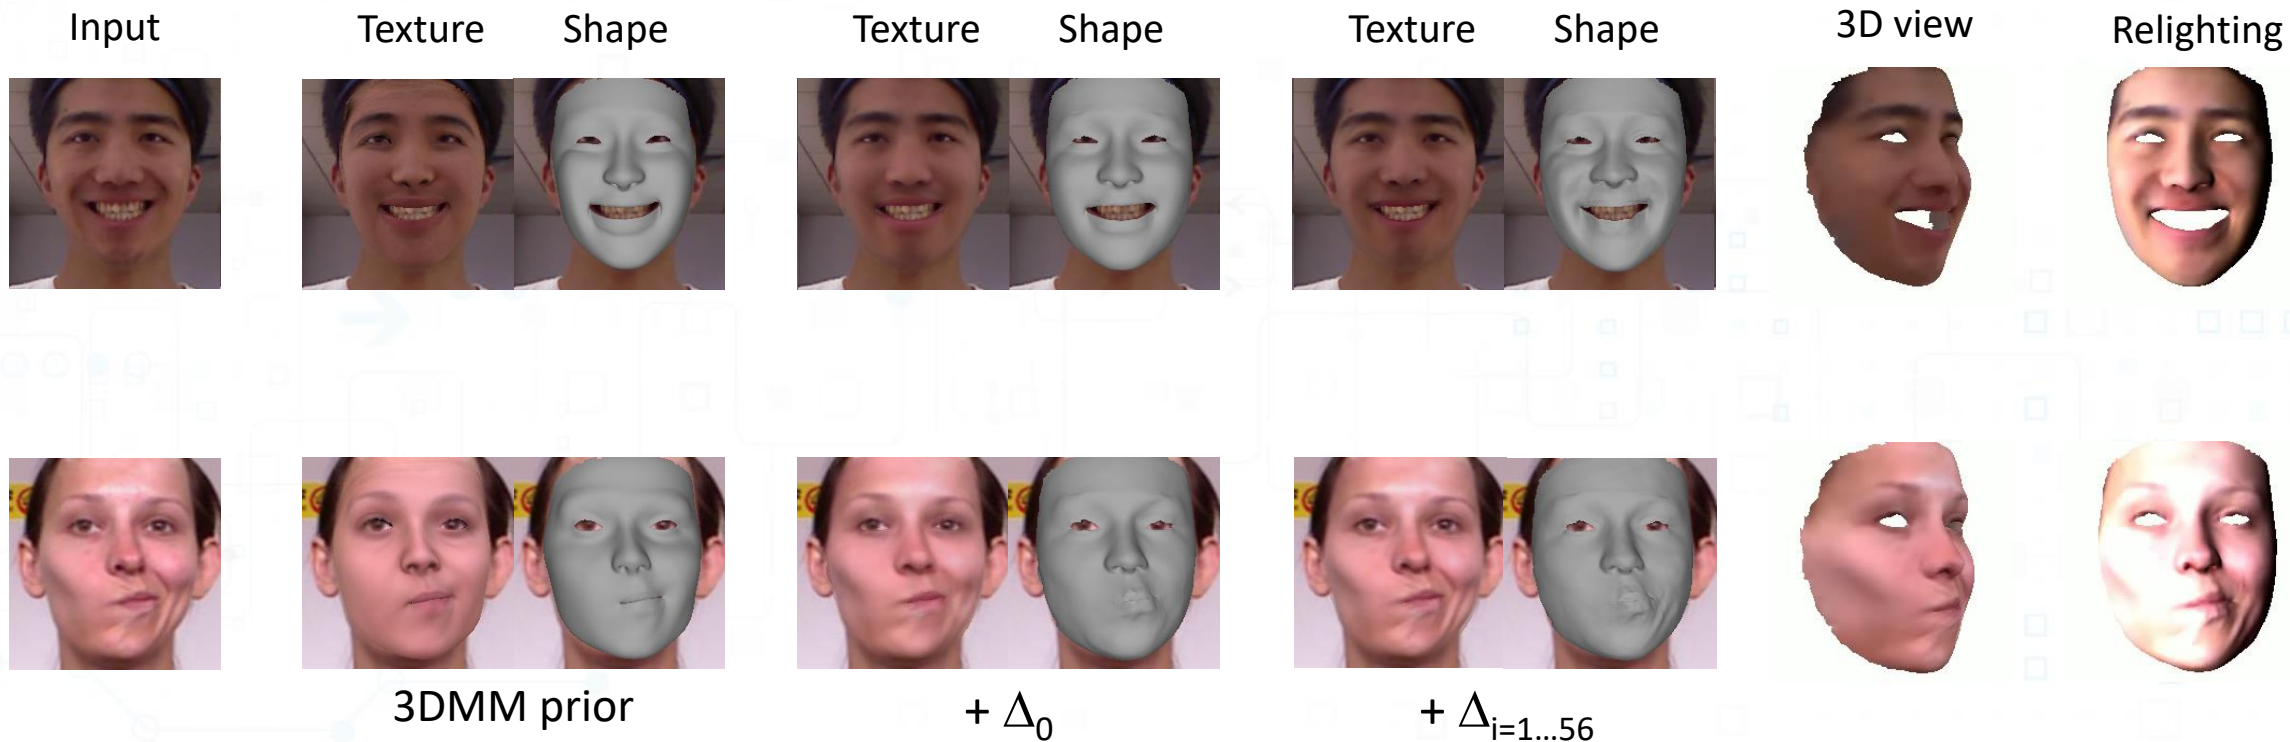 Input Texture Shape Texture Shape Texture Shape 3D view Relighting
3DMM prior + Δ₀ + Δᵢ₌₁…₅₆